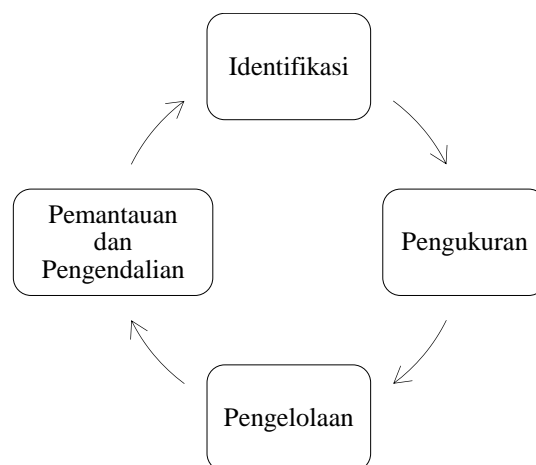 Identifikasi
Pengukuran
Pengelolaan
Pemantauan
dan
Pengendalian